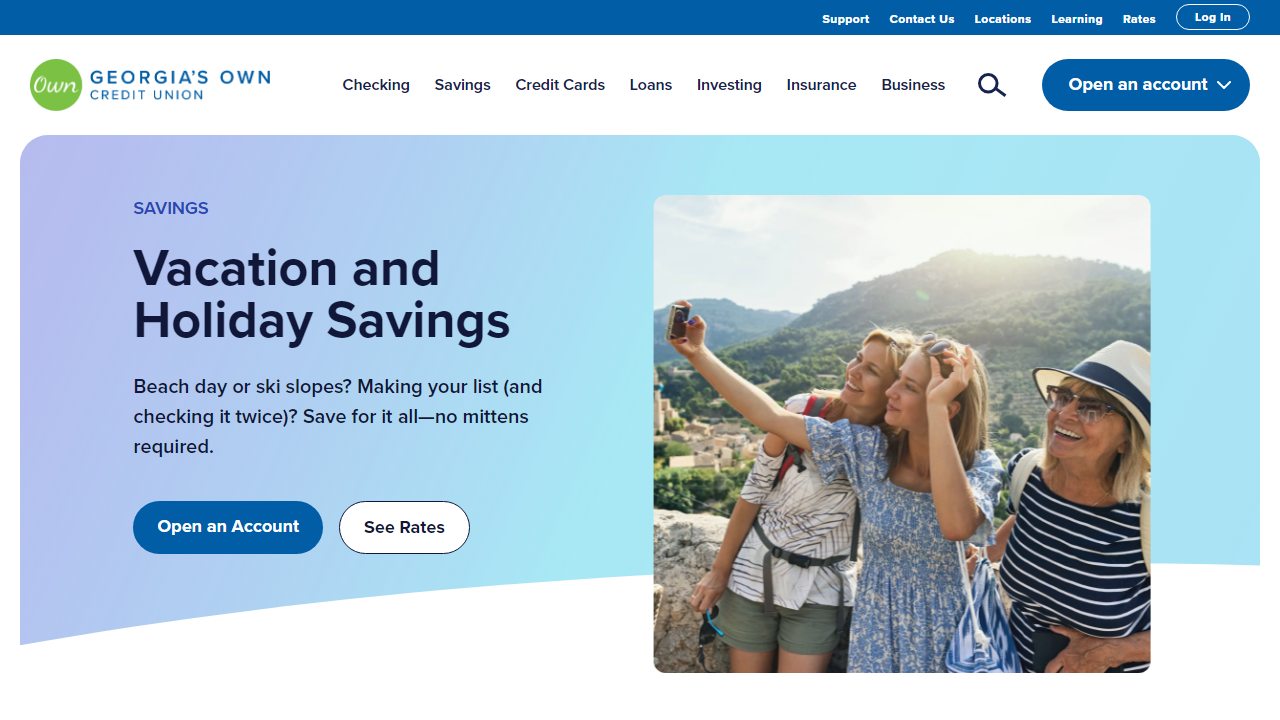 Support Contact Us Locations Learning Rates Log In
Own GEORGIA'S OWN
CREDIT UNION
Checking Savings Credit Cards Loans Investing Insurance Business
Open an account
SAVINGS
Vacation and
Holiday Savings
Beach day or ski slopes? Making your list (and
checking it twice)? Save for it all—no mittens
required.
Open an Account See Rates